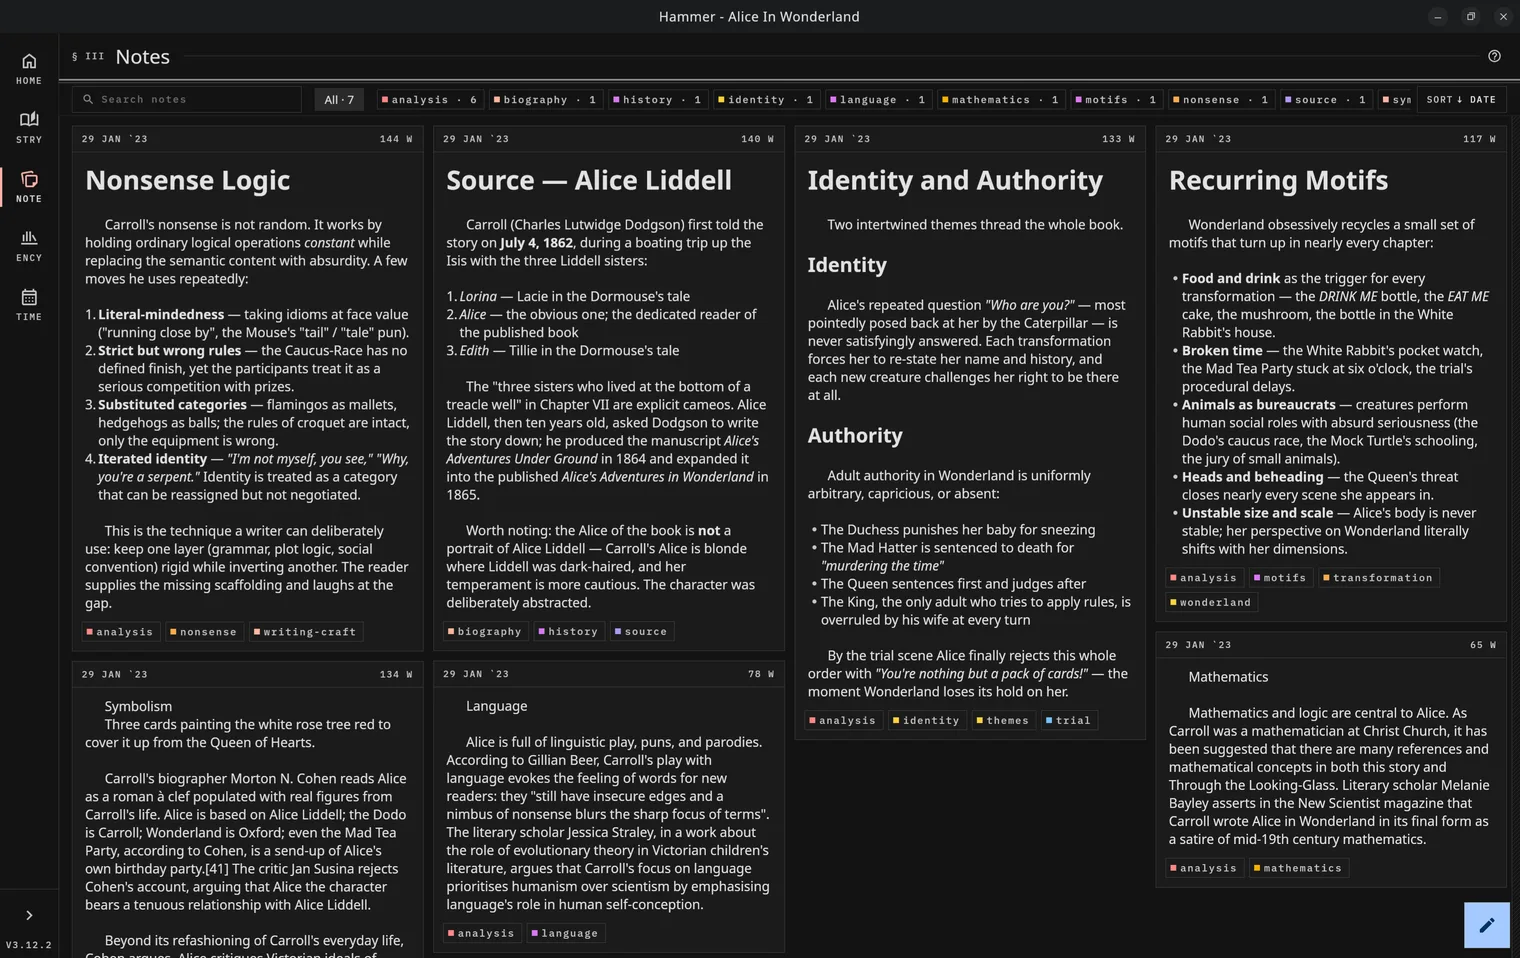 Hammer - Alice In Wonderland
HOME
STRY
NOTE
ENCY
TIME
V3.12.2
§ III Notes
Search notes
All · 7
analysis · 6
biography · 1
history · 1
identity · 1
language · 1
mathematics · 1
motifs · 1
nonsense · 1
source · 1
SORT↓ DATE
29 JAN `23 144 W
Nonsense Logic
Carroll's nonsense is not random. It works by
holding ordinary logical operations constant while
replacing the semantic content with absurdity. A few
moves he uses repeatedly:
1. Literal-mindedness — taking idioms at face value
("running close by", the Mouse's "tail" / "tale" pun).
2. Strict but wrong rules — the Caucus-Race has no
defined finish, yet the participants treat it as a
serious competition with prizes.
3. Substituted categories — flamingos as mallets,
hedgehogs as balls; the rules of croquet are intact,
only the equipment is wrong.
4. Iterated identity — "I'm not myself, you see," "Why,
you're a serpent." Identity is treated as a category
that can be reassigned but not negotiated.
This is the technique a writer can deliberately
use: keep one layer (grammar, plot logic, social
convention) rigid while inverting another. The reader
supplies the missing scaffolding and laughs at the
gap.
analysis
nonsense
writing-craft
29 JAN `23 134 W
Symbolism
Three cards painting the white rose tree red to
cover it up from the Queen of Hearts.
Carroll's biographer Morton N. Cohen reads Alice
as a roman à clef populated with real figures from
Carroll's life. Alice is based on Alice Liddell; the Dodo
is Carroll; Wonderland is Oxford; even the Mad Tea
Party, according to Cohen, is a send-up of Alice's
own birthday party.[41] The critic Jan Susina rejects
Cohen's account, arguing that Alice the character
bears a tenuous relationship with Alice Liddell.
Beyond its refashioning of Carroll's everyday life,
Cohen argues, Alice critiques Victorian ideals of
29 JAN `23 140 W
Source — Alice Liddell
Carroll (Charles Lutwidge Dodgson) first told the
story on July 4, 1862, during a boating trip up the
Isis with the three Liddell sisters:
1. Lorina — Lacie in the Dormouse's tale
2. Alice — the obvious one; the dedicated reader of
the published book
3. Edith — Tillie in the Dormouse's tale
The "three sisters who lived at the bottom of a
treacle well" in Chapter VII are explicit cameos. Alice
Liddell, then ten years old, asked Dodgson to write
the story down; he produced the manuscript Alice's
Adventures Under Ground in 1864 and expanded it
into the published Alice's Adventures in Wonderland in
1865.
Worth noting: the Alice of the book is not a
portrait of Alice Liddell — Carroll's Alice is blonde
where Liddell was dark-haired, and her
temperament is more cautious. The character was
deliberately abstracted.
biography
history
source
29 JAN `23 78 W
Language
Alice is full of linguistic play, puns, and parodies.
According to Gillian Beer, Carroll's play with
language evokes the feeling of words for new
readers: they "still have insecure edges and a
nimbus of nonsense blurs the sharp focus of terms".
The literary scholar Jessica Straley, in a work about
the role of evolutionary theory in Victorian children's
literature, argues that Carroll's focus on language
prioritises humanism over scientism by emphasising
language's role in human self-conception.
analysis
language
29 JAN `23 133 W
Identity and Authority
Two intertwined themes thread the whole book.
Identity
Alice's repeated question "Who are you?" — most
pointedly posed back at her by the Caterpillar — is
never satisfyingly answered. Each transformation
forces her to re-state her name and history, and
each new creature challenges her right to be there
at all.
Authority
Adult authority in Wonderland is uniformly
arbitrary, capricious, or absent:
• The Duchess punishes her baby for sneezing
• The Mad Hatter is sentenced to death for
"murdering the time"
• The Queen sentences first and judges after
• The King, the only adult who tries to apply rules, is
overruled by his wife at every turn
By the trial scene Alice finally rejects this whole
order with "You're nothing but a pack of cards!" — the
moment Wonderland loses its hold on her.
analysis
identity
themes
trial
29 JAN `23 117 W
Recurring Motifs
Wonderland obsessively recycles a small set of
motifs that turn up in nearly every chapter:
• Food and drink as the trigger for every
transformation — the DRINK ME bottle, the EAT ME
cake, the mushroom, the bottle in the White
Rabbit's house.
• Broken time — the White Rabbit's pocket watch,
the Mad Tea Party stuck at six o'clock, the trial's
procedural delays.
• Animals as bureaucrats — creatures perform
human social roles with absurd seriousness (the
Dodo's caucus race, the Mock Turtle's schooling,
the jury of small animals).
• Heads and beheading — the Queen's threat
closes nearly every scene she appears in.
• Unstable size and scale — Alice's body is never
stable; her perspective on Wonderland literally
shifts with her dimensions.
analysis
motifs
transformation
wonderland
29 JAN `23 65 W
Mathematics
Mathematics and logic are central to Alice. As
Carroll was a mathematician at Christ Church, it has
been suggested that there are many references and
mathematical concepts in both this story and
Through the Looking-Glass. Literary scholar Melanie
Bayley asserts in the New Scientist magazine that
Carroll wrote Alice in Wonderland in its final form as
a satire of mid-19th century mathematics.
analysis
mathematics